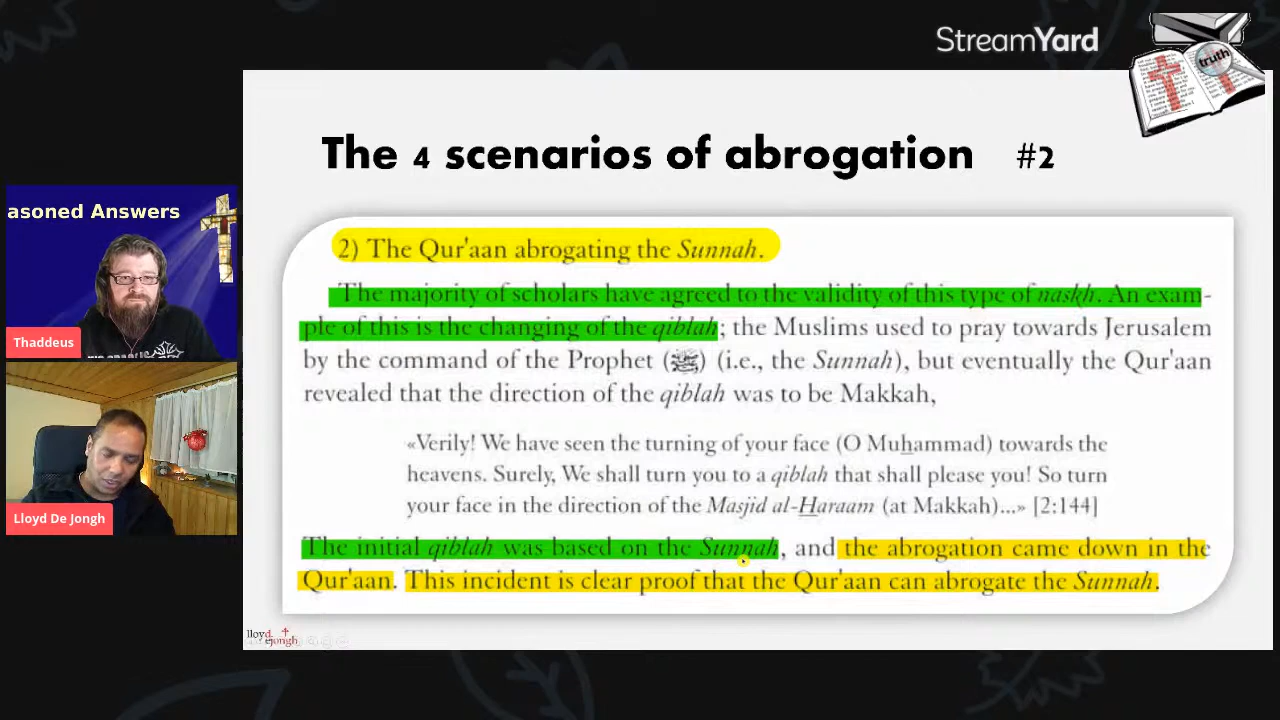 StreamYard
truth
The 4 scenarios of abrogation #2
asoned Answers
Thaddeus
Lloyd De Jongh
2) The Qur'aan abrogating the Sunnah.
The majority of scholars have agreed to the validity of this type of naskh. An exam-
ple of this is the changing of the qiblah; the Muslims used to pray towards Jerusalem
by the command of the Prophet (ﷺ) (i.e., the Sunnah), but eventually the Qur'aan
revealed that the direction of the qiblah was to be Makkah,
«Verily! We have seen the turning of your face (O Muhammad) towards the
heavens. Surely, We shall turn you to a qiblah that shall please you! So turn
your face in the direction of the Masjid al-Haraam (at Makkah)...» [2:144]
The initial qiblah was based on the Sunnah, and the abrogation came down in the
Qur'aan. This incident is clear proof that the Qur'aan can abrogate the Sunnah.
lloyd
ejongh